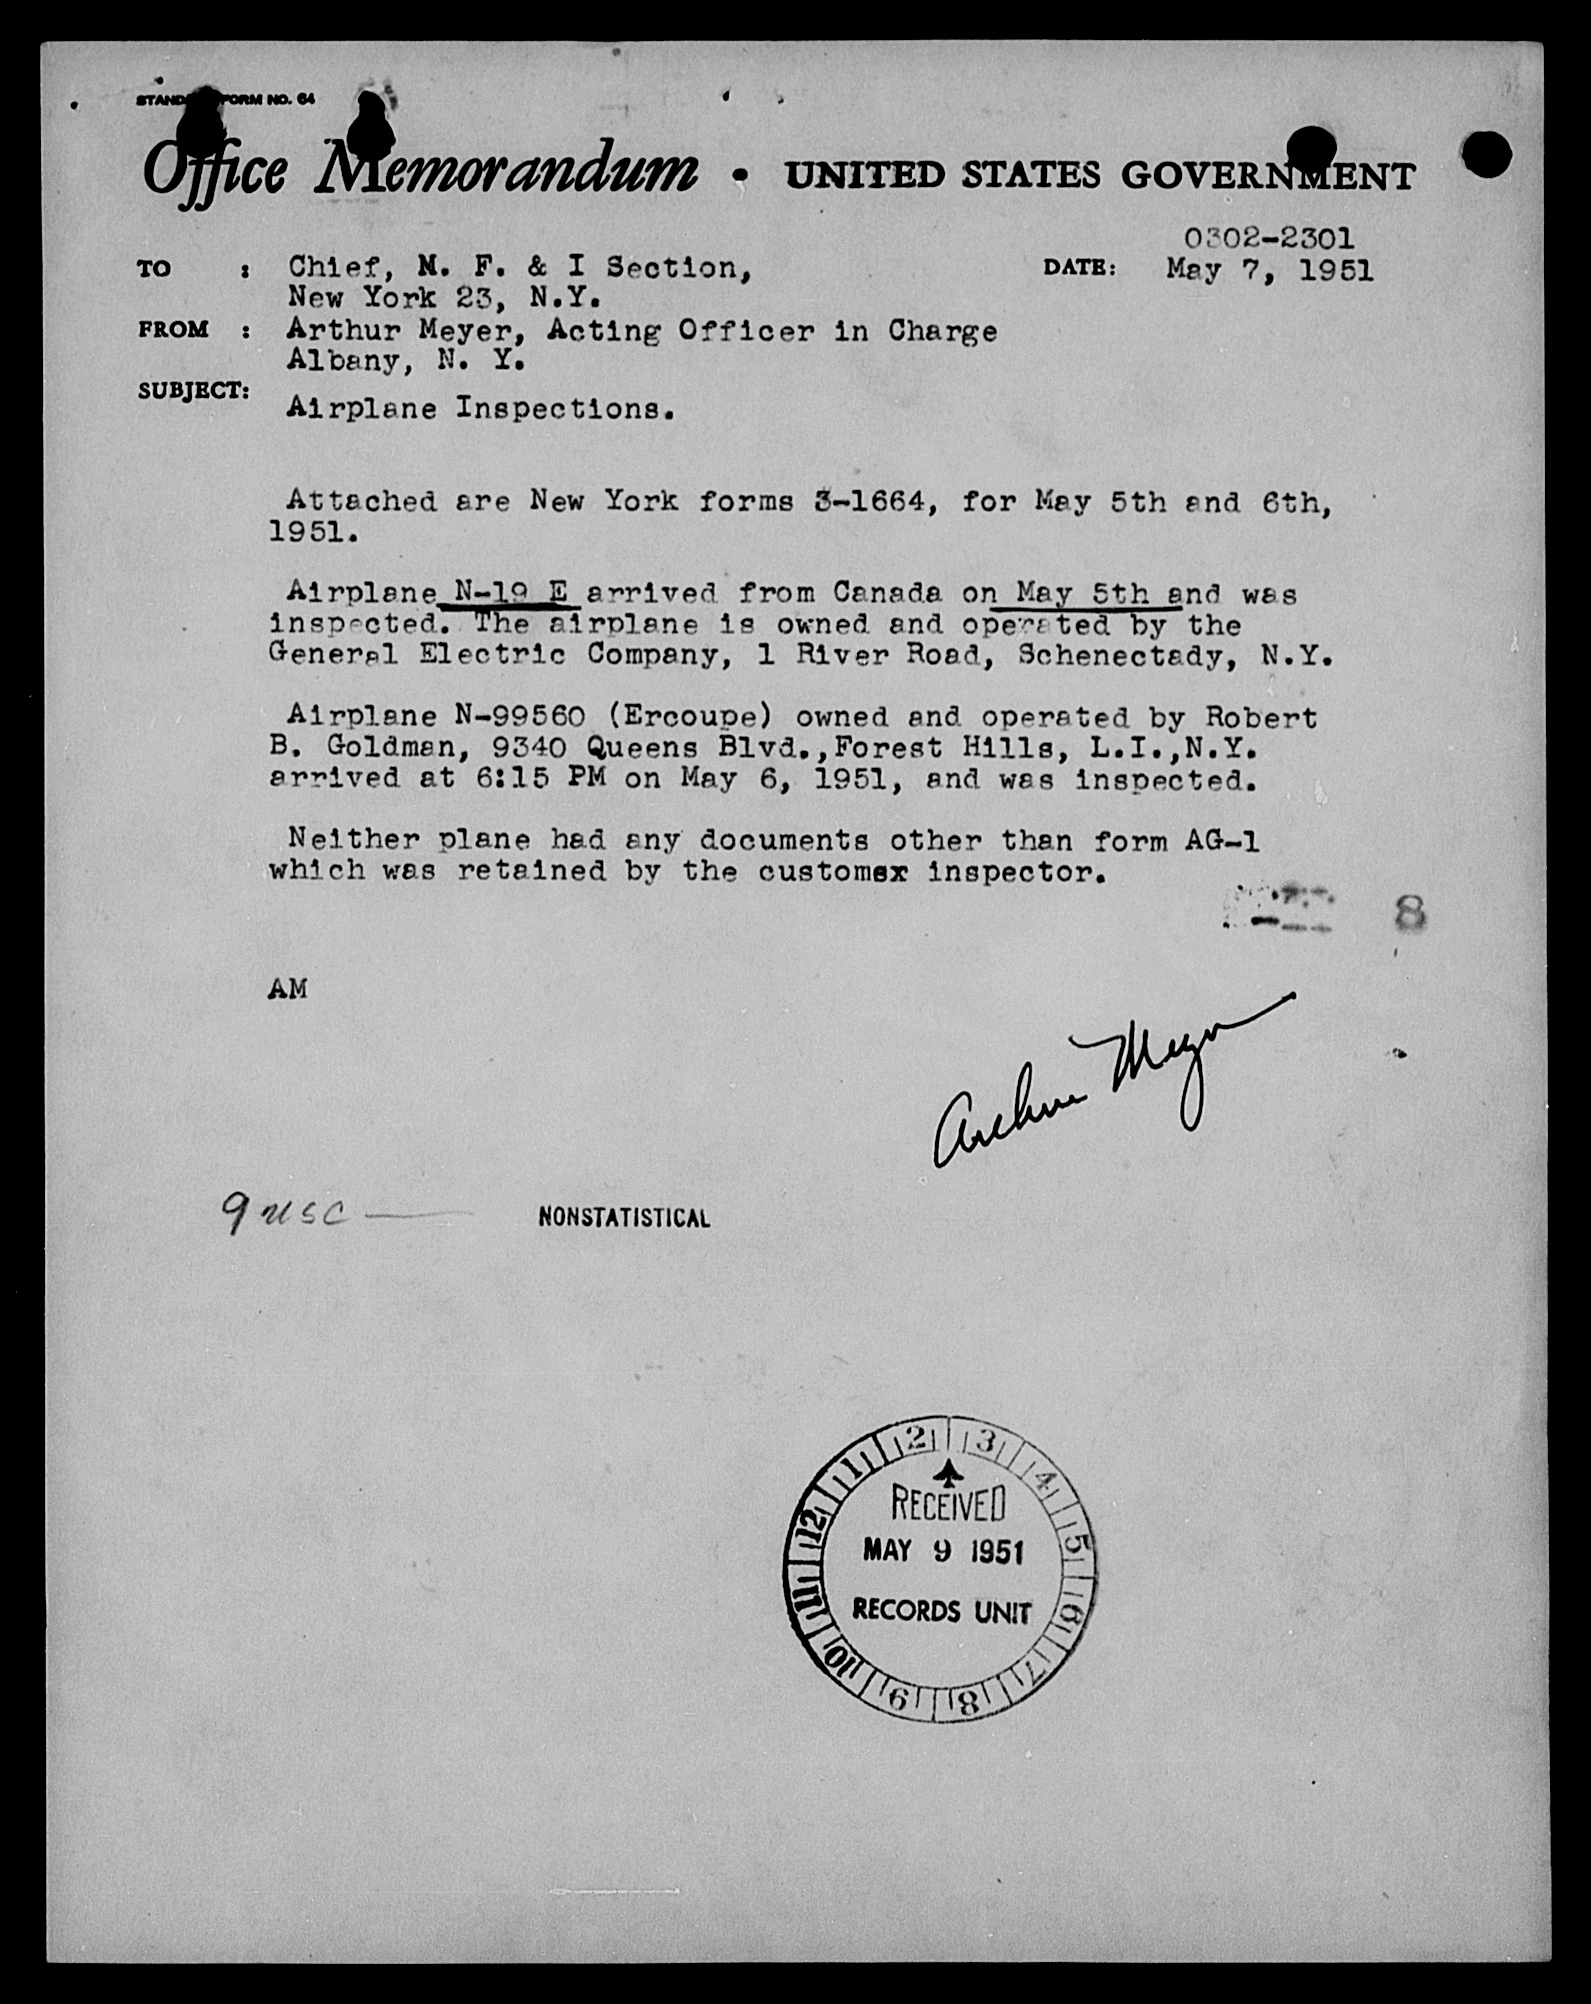 STANDARD FORM NO. 64
Office Memorandum • UNITED STATES GOVERNMENT
0302-2301
TO : Chief, M. F. & I Section, DATE: May 7, 1951
New York 23, N.Y.
FROM : Arthur Meyer, Acting Officer in Charge
Albany, N. Y.
SUBJECT:
Airplane Inspections.
Attached are New York forms 3-1664, for May 5th and 6th,
1951.
Airplane N-19 E arrived from Canada on May 5th and was
inspected. The airplane is owned and operated by the
General Electric Company, 1 River Road, Schenectady, N.Y.
Airplane N-99560 (Ercoupe) owned and operated by Robert
B. Goldman, 9340 Queens Blvd.,Forest Hills, L.I.,N.Y.
arrived at 6:15 PM on May 6, 1951, and was inspected.
Neither plane had any documents other than form AG-1
which was retained by the customsx inspector.
8
AM
Arthur Meyer
9 USC —
NONSTATISTICAL
2 3 4 5 6 7 8 9 10 11 12 1
RECEIVED
MAY 9 1951
RECORDS UNIT